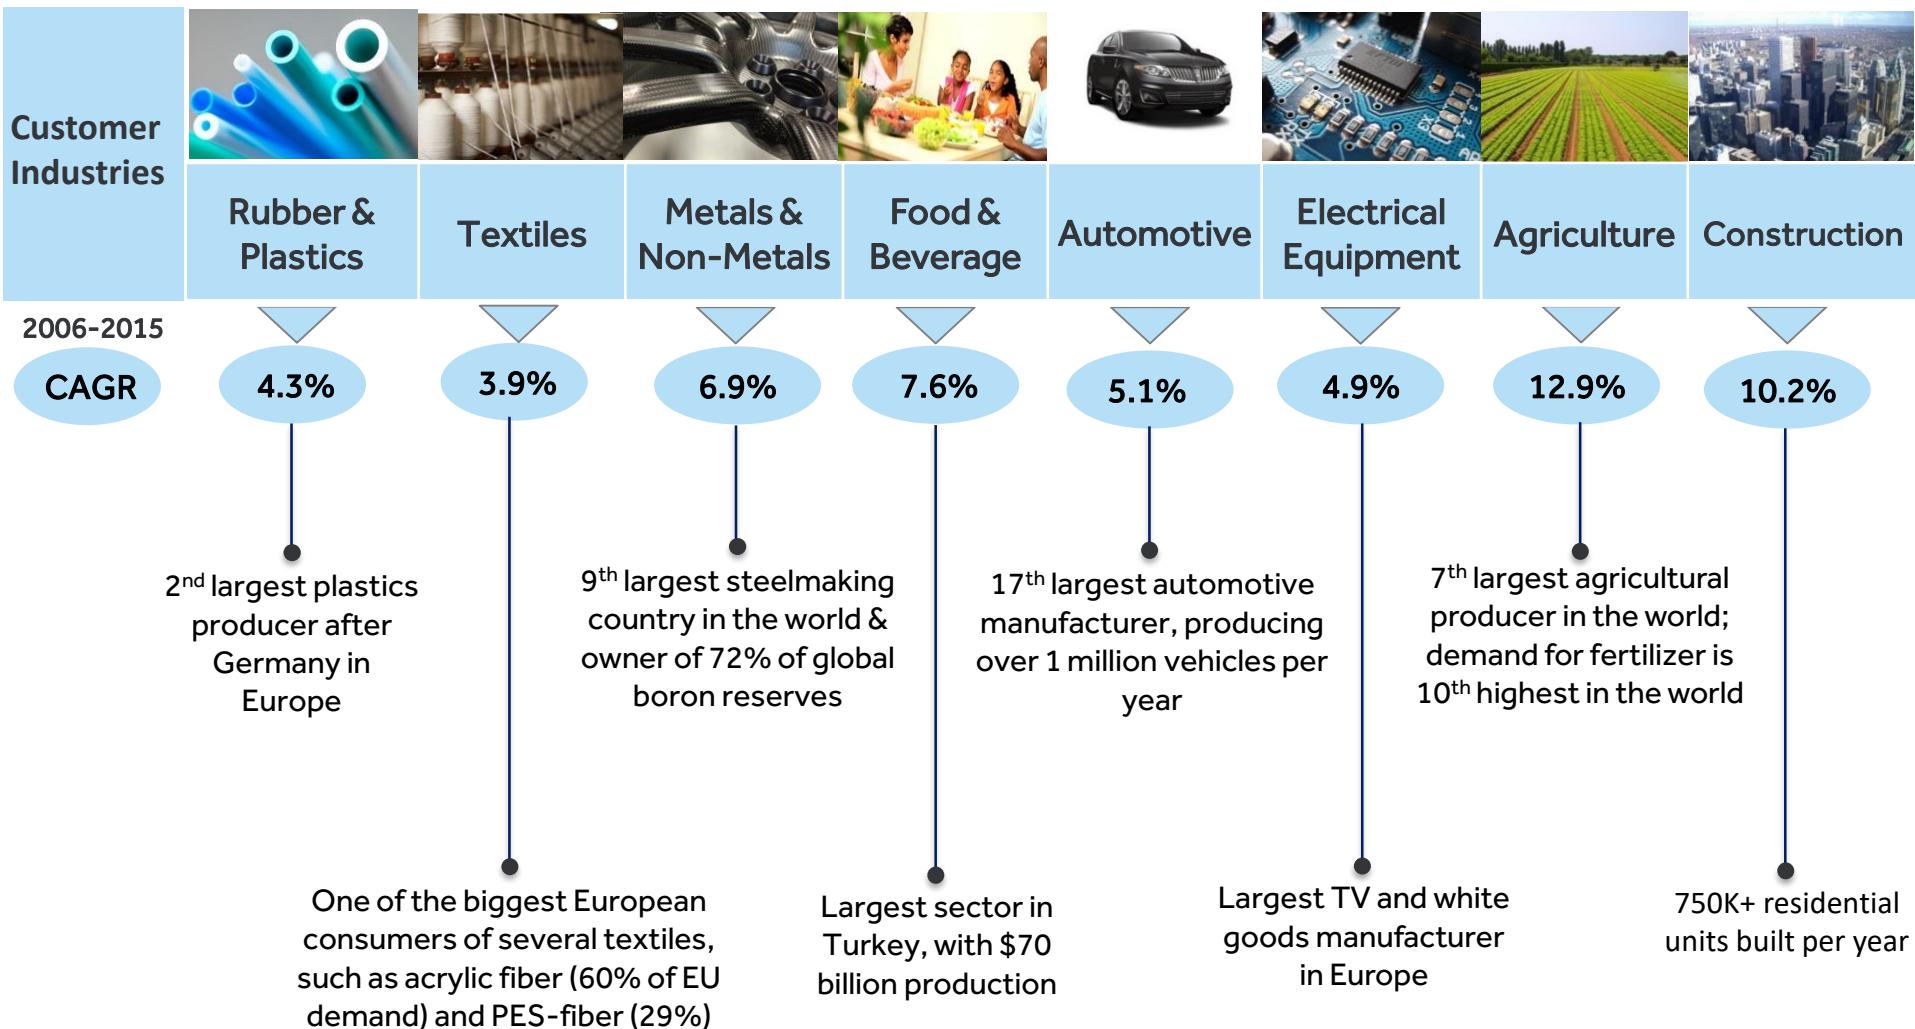 Customer
Industries
Rubber &
Plastics
Textiles
Metals &
Non-Metals
Food &
Beverage
Automotive
Electrical
Equipment
Agriculture
Construction
2006-2015
CAGR
4.3%
3.9%
6.9%
7.6%
5.1%
4.9%
12.9%
10.2%
2nd largest plastics
producer after
Germany in
Europe
9th largest steelmaking
country in the world &
owner of 72% of global
boron reserves
17th largest automotive
manufacturer, producing
over 1 million vehicles per
year
7th largest agricultural
producer in the world;
demand for fertilizer is
10th highest in the world
One of the biggest European
consumers of several textiles,
such as acrylic fiber (60% of EU
demand) and PES-fiber (29%)
Largest sector in
Turkey, with $70
billion production
Largest TV and white
goods manufacturer
in Europe
750K+ residential
units built per year